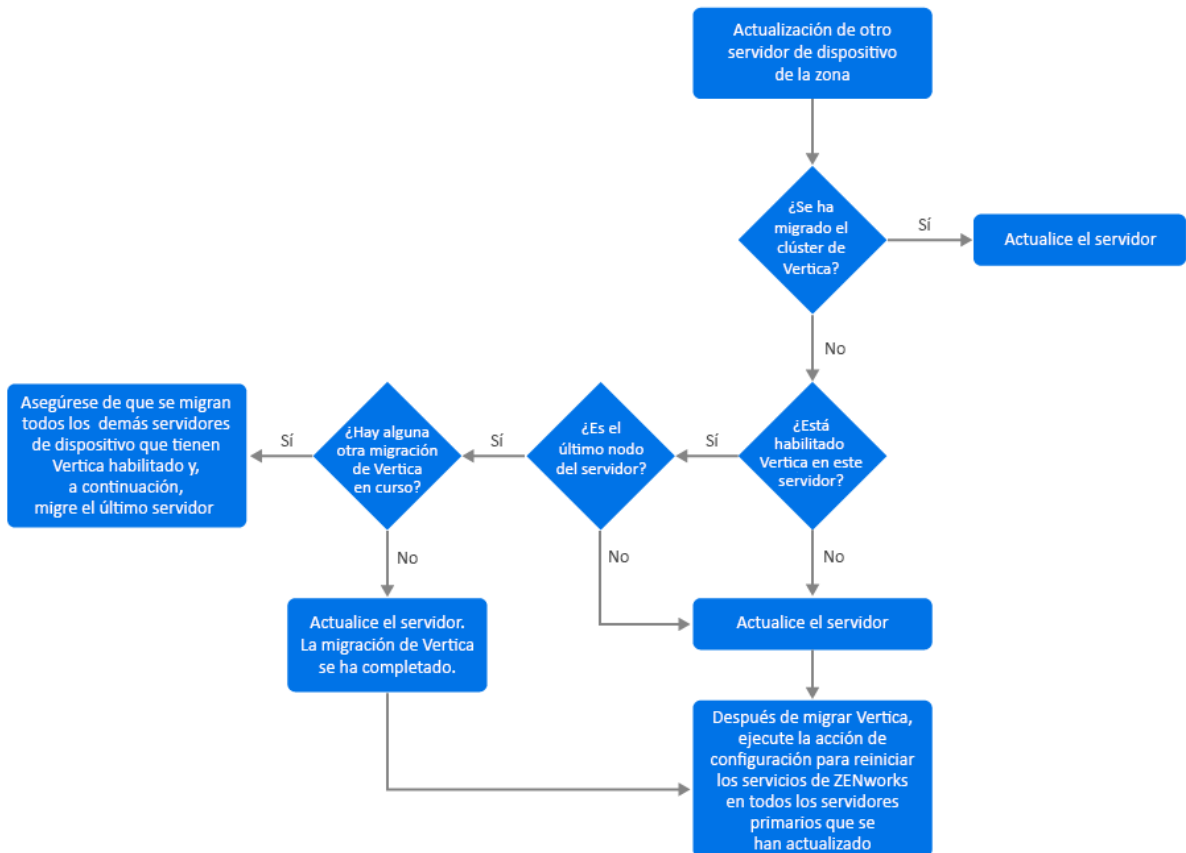 Actualización de otro
servidor de dispositivo
de la zona
¿Se ha
migrado el
clúster de
Vertica?
Sí
Actualice el servidor
No
¿Está
habilitado
Vertica en este
servidor?
Sí
¿Es el
último nodo
del servidor?
Sí
¿Hay alguna
otra migración
de Vertica
en curso?
Sí
Asegúrese de que se migran
todos los demás servidores
de dispositivo que tienen
Vertica habilitado y,
a continuación,
migre el último servidor
No
No
No
Actualice el servidor.
La migración de Vertica
se ha completado.
Actualice el servidor
Después de migrar Vertica,
ejecute la acción de
configuración para reiniciar
los servicios de ZENworks
en todos los servidores
primarios que se
han actualizado